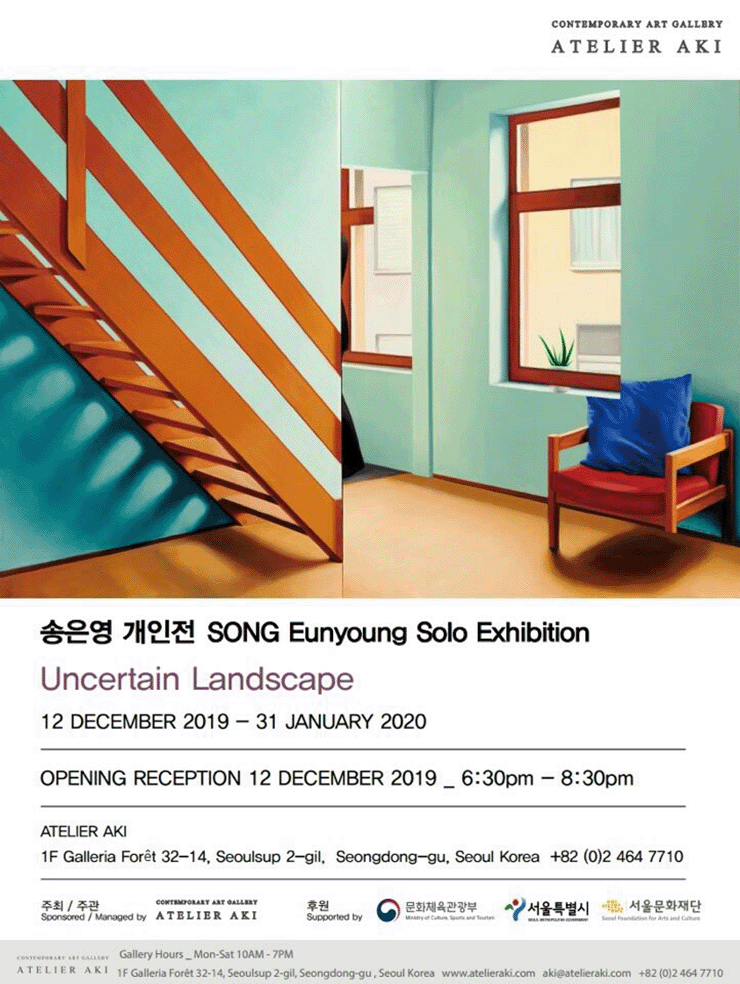 CONTEMPORARY ART GALLERY
ATELIER AKI
송은영 개인전 SONG Eunyoung Solo Exhibition
Uncertain Landscape
12 DECEMBER 2019 – 31 JANUARY 2020
OPENING RECEPTION 12 DECEMBER 2019 _ 6:30pm – 8:30pm
ATELIER AKI
1F Galleria Forêt 32-14, Seoulsup 2-gil, Seongdong-gu, Seoul Korea +82 (0)2 464 7710
주최 / 주관
Sponsored / Managed by
CONTEMPORARY ART GALLERY
ATELIER AKI
후원
Supported by
문화체육관광부
Ministry of Culture, Sports and Tourism
서울특별시
SEOUL METROPOLITAN GOVERNMENT
서울문화재단
Seoul Foundation for Arts and Culture
CONTEMPORARY ART GALLERY
ATELIER AKI
Gallery Hours _ Mon-Sat 10AM - 7PM
1F Galleria Forêt 32-14, Seoulsup 2-gil, Seongdong-gu , Seoul Korea www.atelieraki.com aki@atelieraki.com +82 (0)2 464 7710